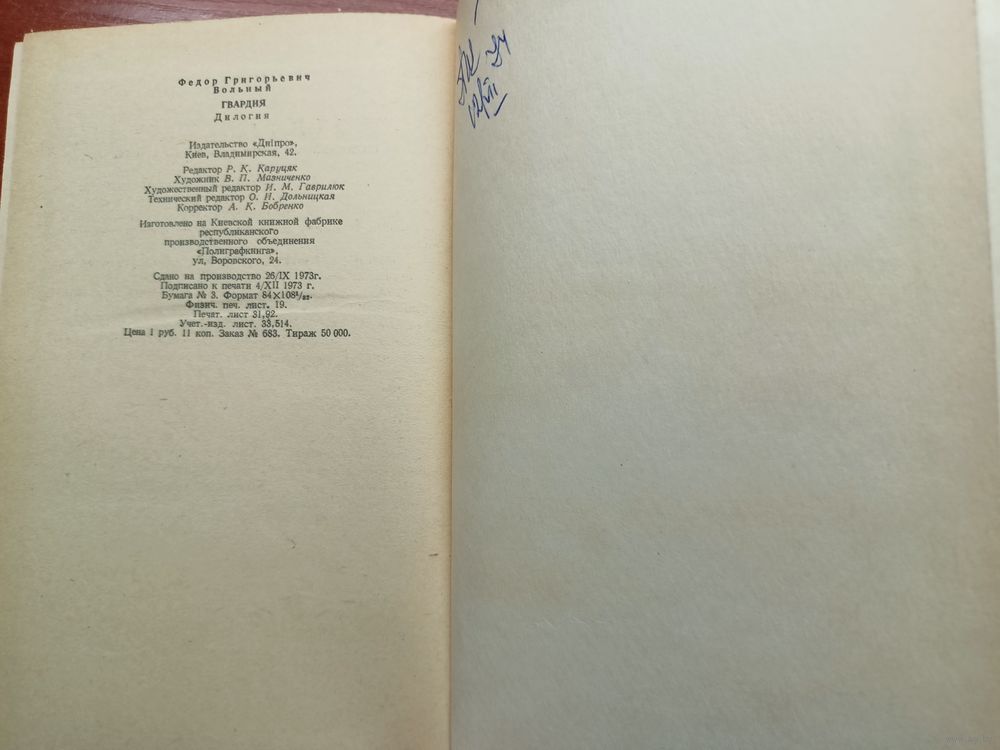 Федор Григорьевич
Вольный
ГВАРДИЯ
Дилогия
Издательство «Дніпро»,
Киев, Владимирская, 42.
Редактор Р. К. Каруцяк
Художник В. П. Мазниченко
Художественный редактор И. М. Гаврилюк
Технический редактор О. И. Дольницкая
Корректор А. К. Бобренко
Изготовлено на Киевской книжной фабрике
республиканского
производственного объединения
«Полиграфкнига»,
ул, Воровского, 24.
Сдано на производство 26/IX 1973г.
Подписано к печати 4/XII 1973 г.
Бумага № 3. Формат 84×108¹/₃₂.
Физич. печ. лист. 19.
Печат. лист 31,92.
Учет.-изд. лист. 33,514.
Цена 1 руб. 11 коп. Заказ № 683. Тираж 50 000.